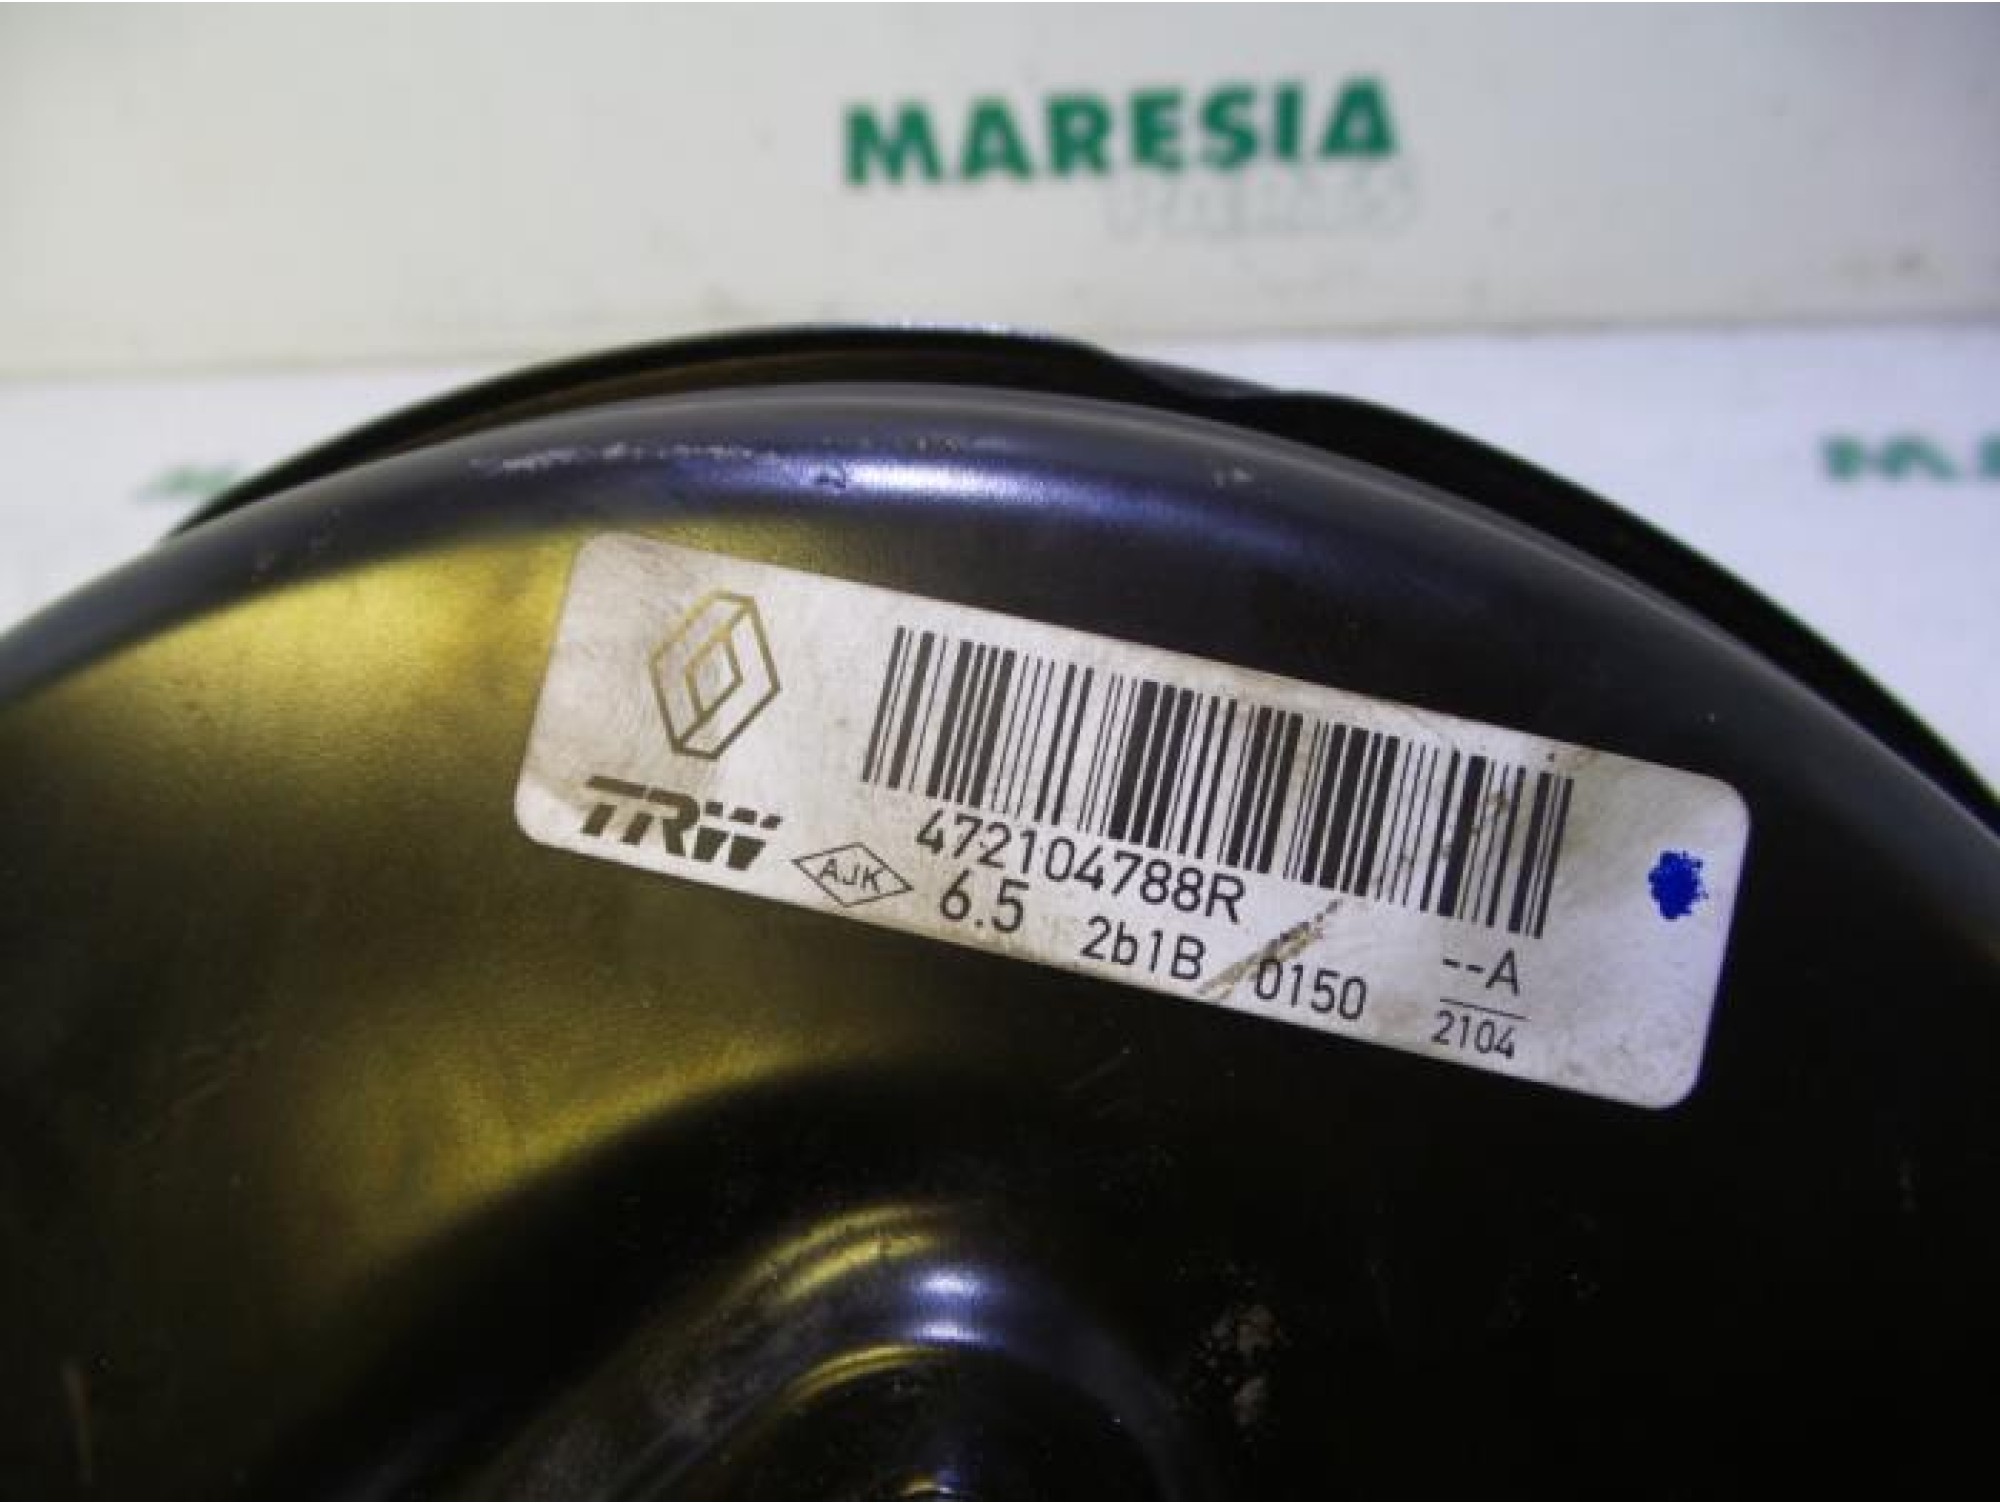 MARESIA
TRW
AJK
472104788R
6.5 2b1B 0150
--A
2104